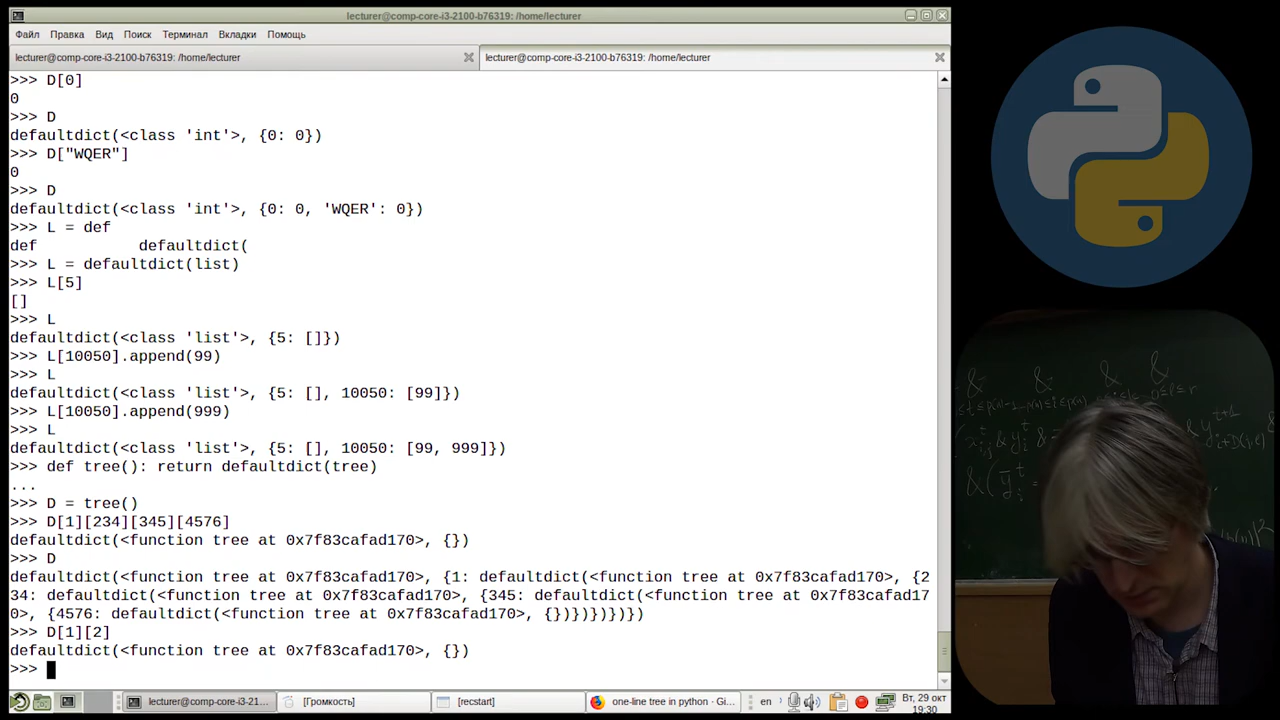 lecturer@comp-core-i3-2100-b76319: /home/lecturer
Файл Правка Вид Поиск Терминал Вкладки Помощь
lecturer@comp-core-i3-2100-b76319: /home/lecturer lecturer@comp-core-i3-2100-b76319: /home/lecturer
>>> D[0]
0
>>> D
defaultdict(<class 'int'>, {0: 0})
>>> D["WQER"]
0
>>> D
defaultdict(<class 'int'>, {0: 0, 'WQER': 0})
>>> L = def
def defaultdict(
>>> L = defaultdict(list)
>>> L[5]
[]
>>> L
defaultdict(<class 'list'>, {5: []})
>>> L[10050].append(99)
>>> L
defaultdict(<class 'list'>, {5: [], 10050: [99]})
>>> L[10050].append(999)
>>> L
defaultdict(<class 'list'>, {5: [], 10050: [99, 999]})
>>> def tree(): return defaultdict(tree)
...
>>> D = tree()
>>> D[1][234][345][4576]
defaultdict(<function tree at 0x7f83cafad170>, {})
>>> D
defaultdict(<function tree at 0x7f83cafad170>, {1: defaultdict(<function tree at 0x7f83cafad170>, {2
34: defaultdict(<function tree at 0x7f83cafad170>, {345: defaultdict(<function tree at 0x7f83cafad17
0>, {4576: defaultdict(<function tree at 0x7f83cafad170>, {})})})})})
>>> D[1][2]
defaultdict(<function tree at 0x7f83cafad170>, {})
>>>
lecturer@comp-core-i3-21... [Громкость] [recstart] one-line tree in python - Gi... en Вт, 29 окт
19:30